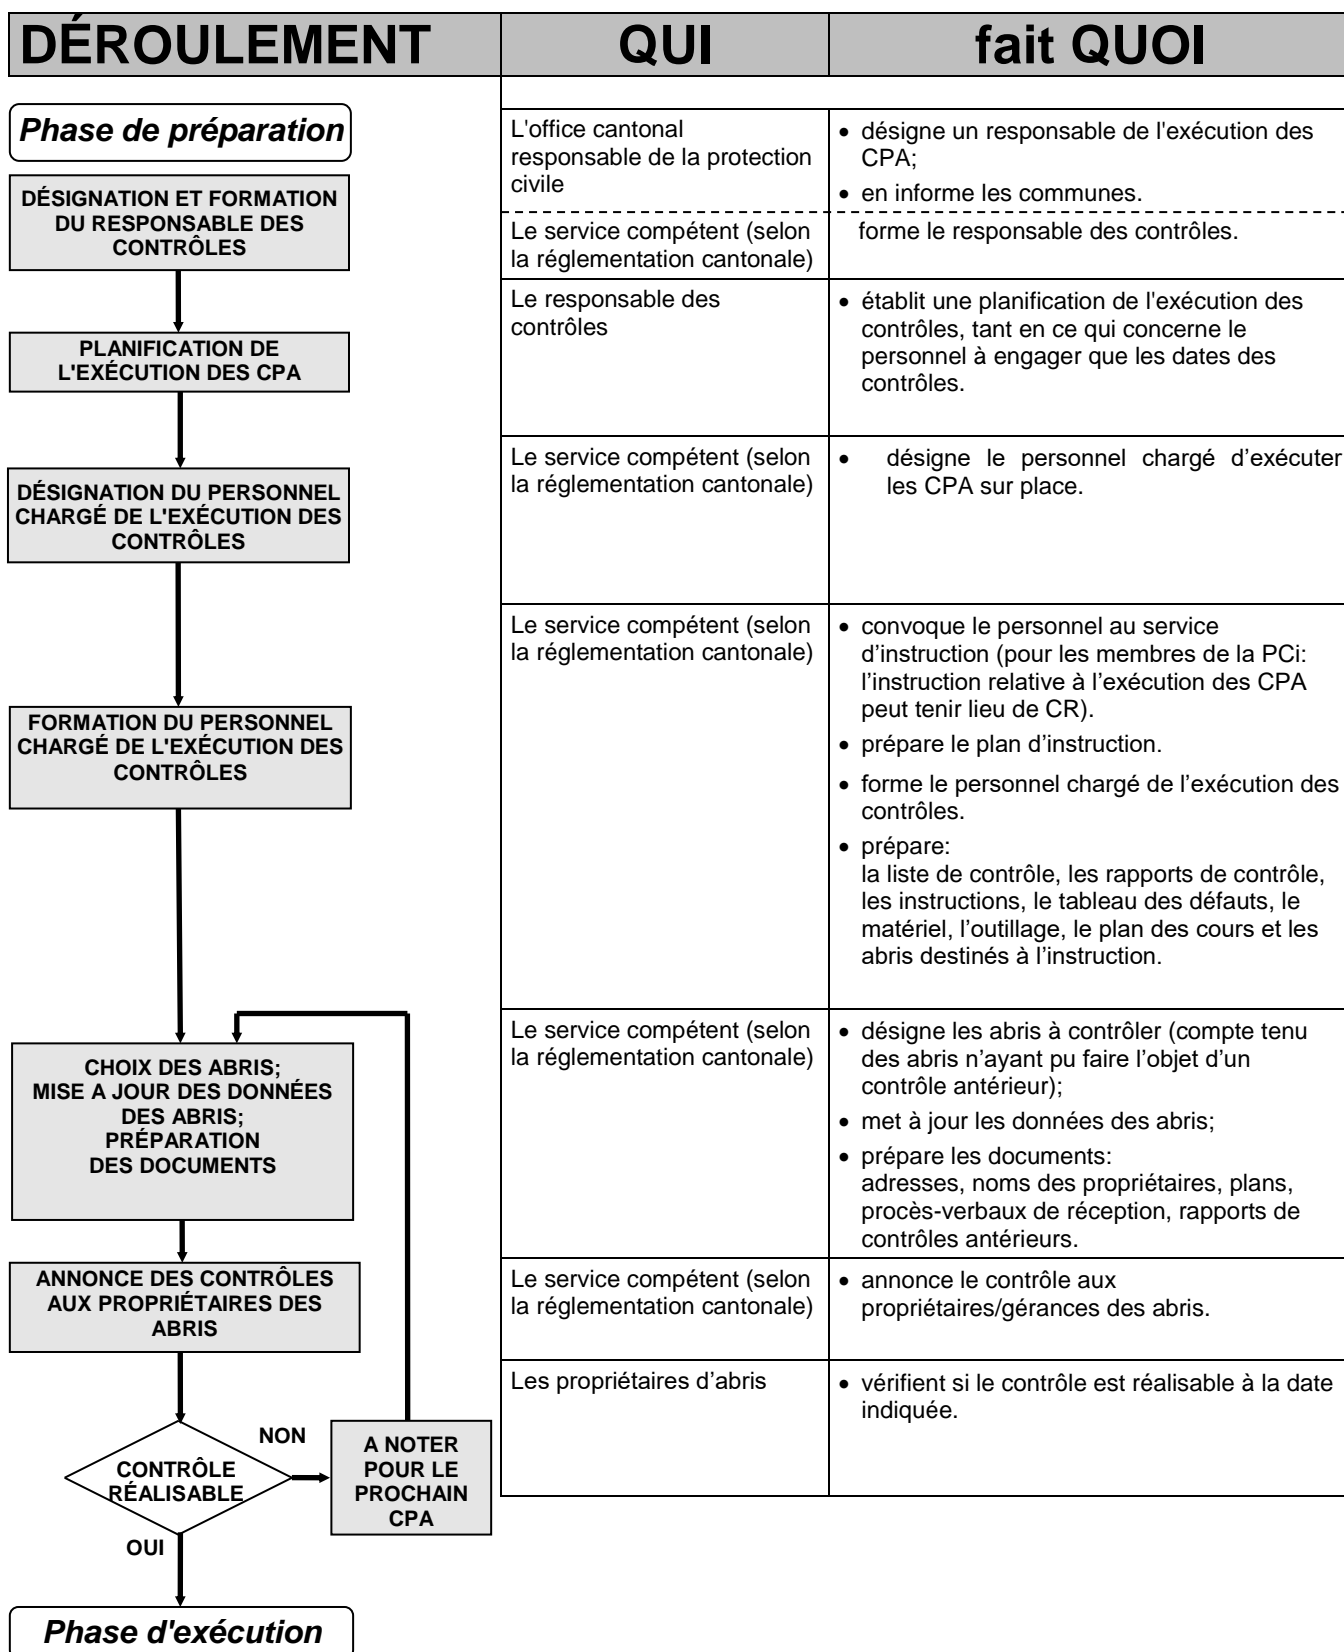 DÉROULEMENT QUI fait QUOI
Phase de préparation
DÉSIGNATION ET FORMATION
DU RESPONSABLE DES
CONTRÔLES
L'office cantonal
responsable de la protection
civile
• désigne un responsable de l'exécution des
CPA;
• en informe les communes.
Le service compétent (selon
la réglementation cantonale)
forme le responsable des contrôles.
PLANIFICATION DE
L'EXÉCUTION DES CPA
Le responsable des
contrôles
• établit une planification de l'exécution des
contrôles, tant en ce qui concerne le
personnel à engager que les dates des
contrôles.
DÉSIGNATION DU PERSONNEL
CHARGÉ DE L'EXÉCUTION DES
CONTRÔLES
Le service compétent (selon
la réglementation cantonale)
• désigne le personnel chargé d’exécuter
les CPA sur place.
FORMATION DU PERSONNEL
CHARGÉ DE L'EXÉCUTION DES
CONTRÔLES
Le service compétent (selon
la réglementation cantonale)
• convoque le personnel au service
d’instruction (pour les membres de la PCi:
l’instruction relative à l’exécution des CPA
peut tenir lieu de CR).
• prépare le plan d’instruction.
• forme le personnel chargé de l’exécution des
contrôles.
• prépare:
la liste de contrôle, les rapports de contrôle,
les instructions, le tableau des défauts, le
matériel, l’outillage, le plan des cours et les
abris destinés à l’instruction.
CHOIX DES ABRIS;
MISE A JOUR DES DONNÉES
DES ABRIS;
PRÉPARATION
DES DOCUMENTS
Le service compétent (selon
la réglementation cantonale)
• désigne les abris à contrôler (compte tenu
des abris n’ayant pu faire l’objet d’un
contrôle antérieur);
• met à jour les données des abris;
• prépare les documents:
adresses, noms des propriétaires, plans,
procès-verbaux de réception, rapports de
contrôles antérieurs.
ANNONCE DES CONTRÔLES
AUX PROPRIÉTAIRES DES
ABRIS
Le service compétent (selon
la réglementation cantonale)
• annonce le contrôle aux
propriétaires/gérances des abris.
Les propriétaires d’abris
• vérifient si le contrôle est réalisable à la date
indiquée.
CONTRÔLE
RÉALISABLE
NON
A NOTER
POUR LE
PROCHAIN
CPA
OUI
Phase d'exécution